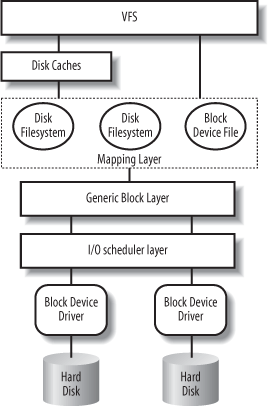 VFS
Disk Caches
Disk
Filesystem
Disk
Filesystem
Block
Device File
Mapping Layer
Generic Block Layer
I/O scheduler layer
Block Device
Driver
Block Device
Driver
Hard
Disk
Hard
Disk